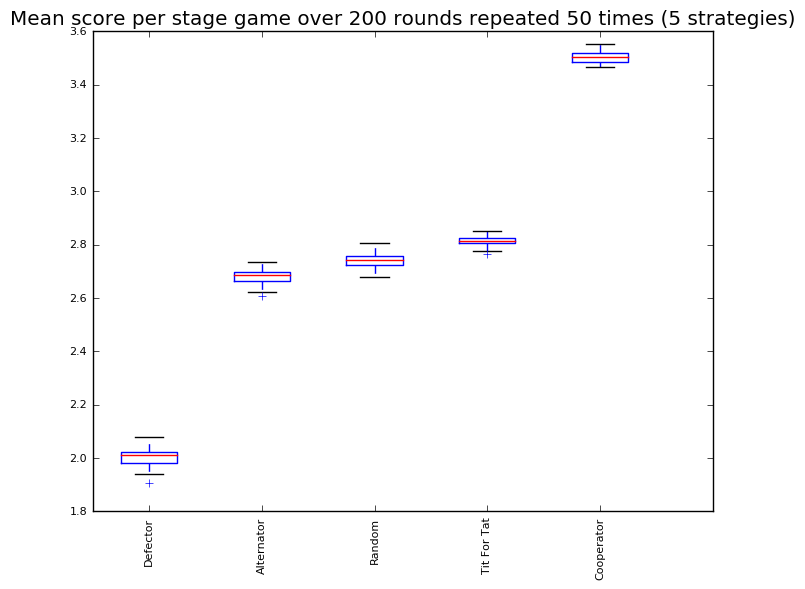 Mean score per stage game over 200 rounds repeated 50 times (5 strategies)
3.6
3.4
3.2
3.0
2.8
2.6
2.4
2.2
2.0
1.8
Defector
Alternator
Random
Tit For Tat
Cooperator